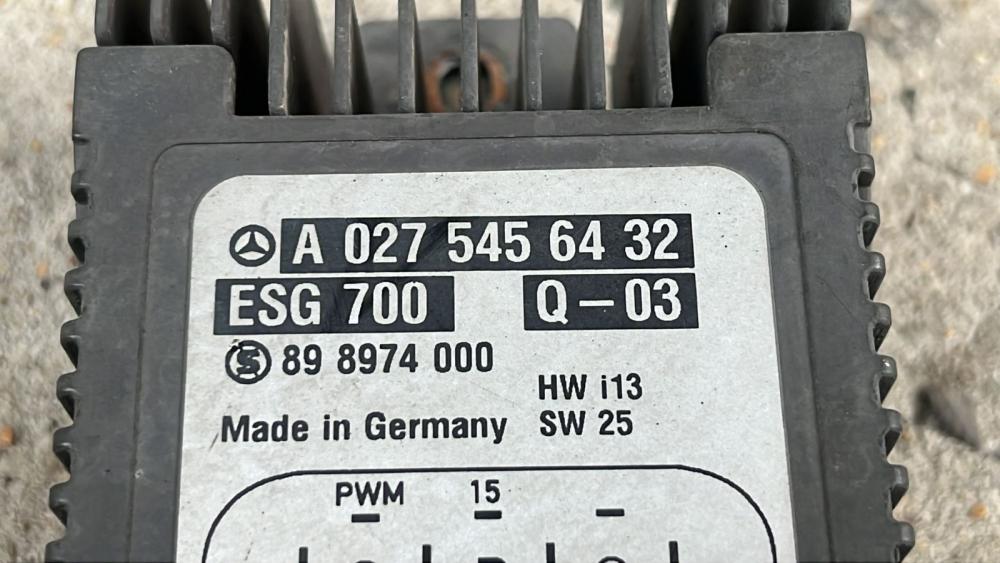 A 027 545 64 32
ESG 700 Q-03
S 89 8974 000
HW i13
Made in Germany SW 25
PWM 15